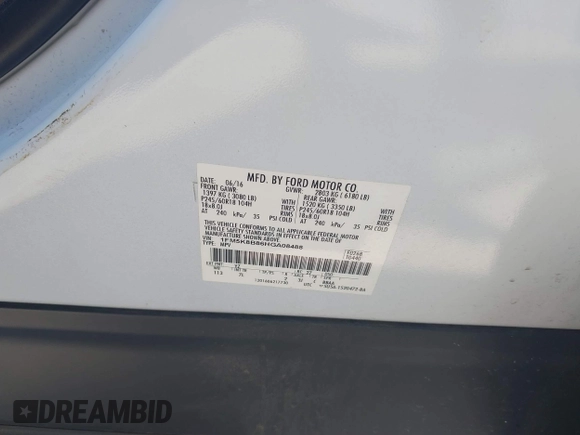 MFD. BY FORD MOTOR CO.
DATE: 06/16 GVWR: 2803 KG ( 6180 LB)
FRONT GAWR: REAR GAWR:
1397 KG ( 3080 LB) 1520 KG ( 3350 LB)
P245/60R18 104H TIRES P245/60R18 104H
18x8.0J RIMS 18x8.0J
AT 240 kPa/ 35 PSI COLD AT 240 kPa/ 35 PSI COLD
THIS VEHICLE CONFORMS TO ALL APPLICABLE FEDERAL MOTOR
VEHICLE SAFETY STANDARDS IN EFFECT ON THE DATE OF
MANUFACTURE SHOWN ABOVE.
TYPE: MPV
113
DREAMBID